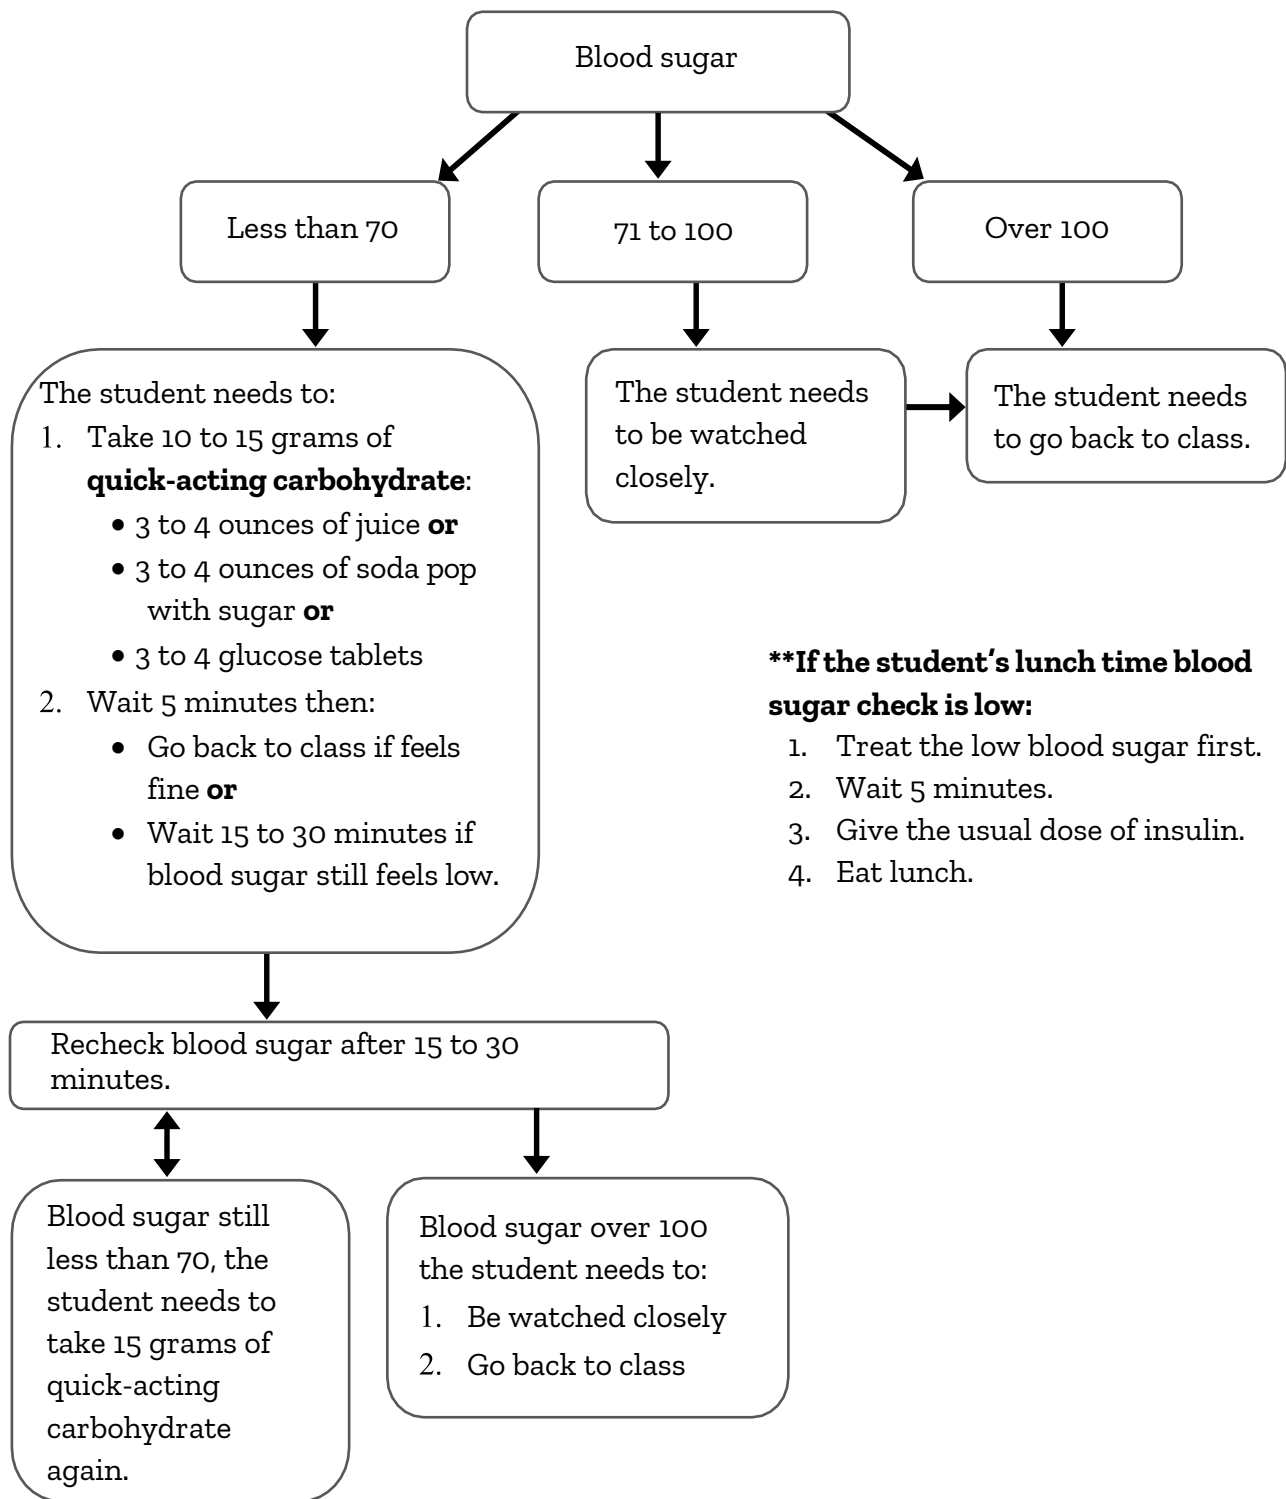 Blood sugar
Less than 70
71 to 100
Over 100
The student needs to:
1. Take 10 to 15 grams of
quick-acting carbohydrate:
• 3 to 4 ounces of juice or
• 3 to 4 ounces of soda pop
with sugar or
• 3 to 4 glucose tablets
2. Wait 5 minutes then:
• Go back to class if feels
fine or
• Wait 15 to 30 minutes if
blood sugar still feels low.
The student needs
to be watched
closely.
The student needs
to go back to class.
**If the student’s lunch time blood
sugar check is low:
1. Treat the low blood sugar first.
2. Wait 5 minutes.
3. Give the usual dose of insulin.
4. Eat lunch.
Recheck blood sugar after 15 to 30
minutes.
Blood sugar still
less than 70, the
student needs to
take 15 grams of
quick-acting
carbohydrate
again.
Blood sugar over 100
the student needs to:
1. Be watched closely
2. Go back to class